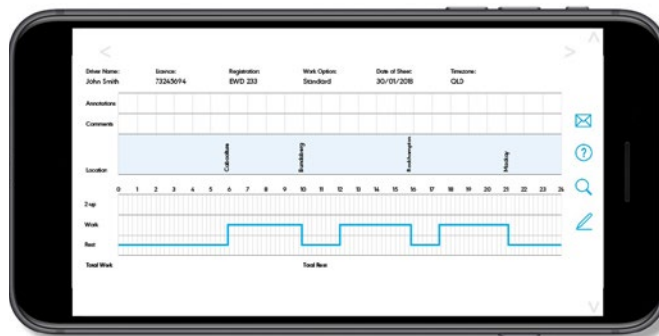 Driver Name: Licence: Registration: Work Option: Date of Sheet: Timezone:
John Smith 73245694 EWD 233 Standard 30/01/2018 QLD
Annotations
Comments
Caboolture Bundaberg Rockhampton Mackay
Location
0 1 2 3 4 5 6 7 8 9 10 11 12 13 14 15 16 17 18 19 20 21 22 23 24
2-up
Work
Rest
Total Work: Total Rest: